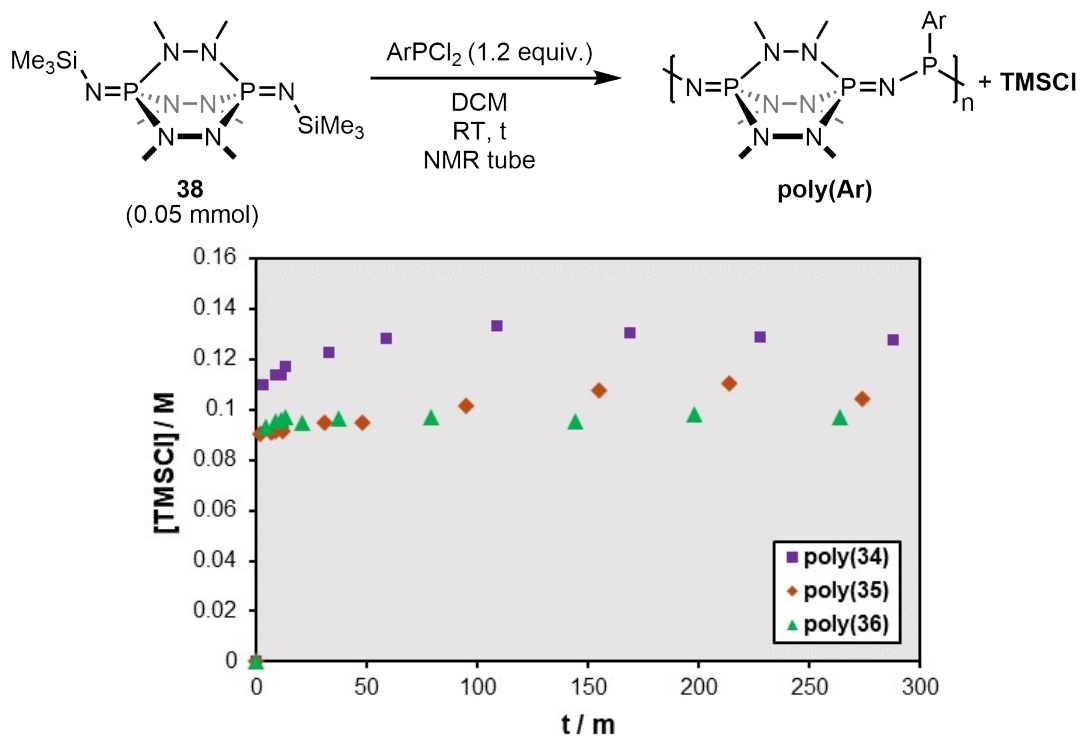 Me3Si
N=P
N–N
N–N
N–N
P=N
SiMe3
38
(0.05 mmol)
ArPCl2 (1.2 equiv.)
DCM
RT, t
NMR tube
Ar
N=P
N–N
N–N
N–N
P=N
P
n
+ TMSCl
poly(Ar)
[TMSCl] / M
0.16
0.14
0.12
0.1
0.08
0.06
0.04
0.02
0
0 50 100 150 200 250 300
t / m
poly(34)
poly(35)
poly(36)